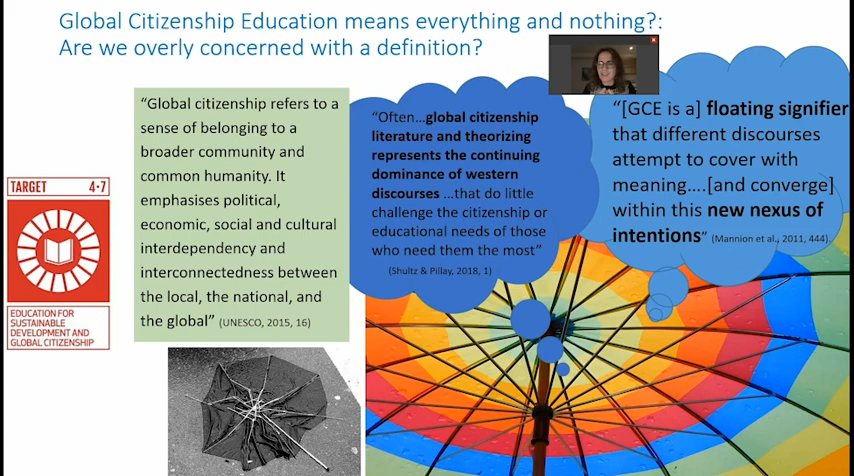 Global Citizenship Education means everything and nothing?:
Are we overly concerned with a definition?
TARGET 4·7
EDUCATION FOR
SUSTAINABLE
DEVELOPMENT AND
GLOBAL CITIZENSHIP
“Global citizenship refers to a
sense of belonging to a
broader community and
common humanity. It
emphasises political,
economic, social and cultural
interdependency and
interconnectedness between
the local, the national, and
the global” (UNESCO, 2015, 16)
“Often…global citizenship
literature and theorizing
represents the continuing
dominance of western
discourses …that do little
challenge the citizenship or
educational needs of those
who need them the most”
(Shultz & Pillay, 2018, 1)
“[GCE is a] floating signifier
that different discourses
attempt to cover with
meaning….[and converge]
within this new nexus of
intentions” (Mannion et al., 2011, 444).